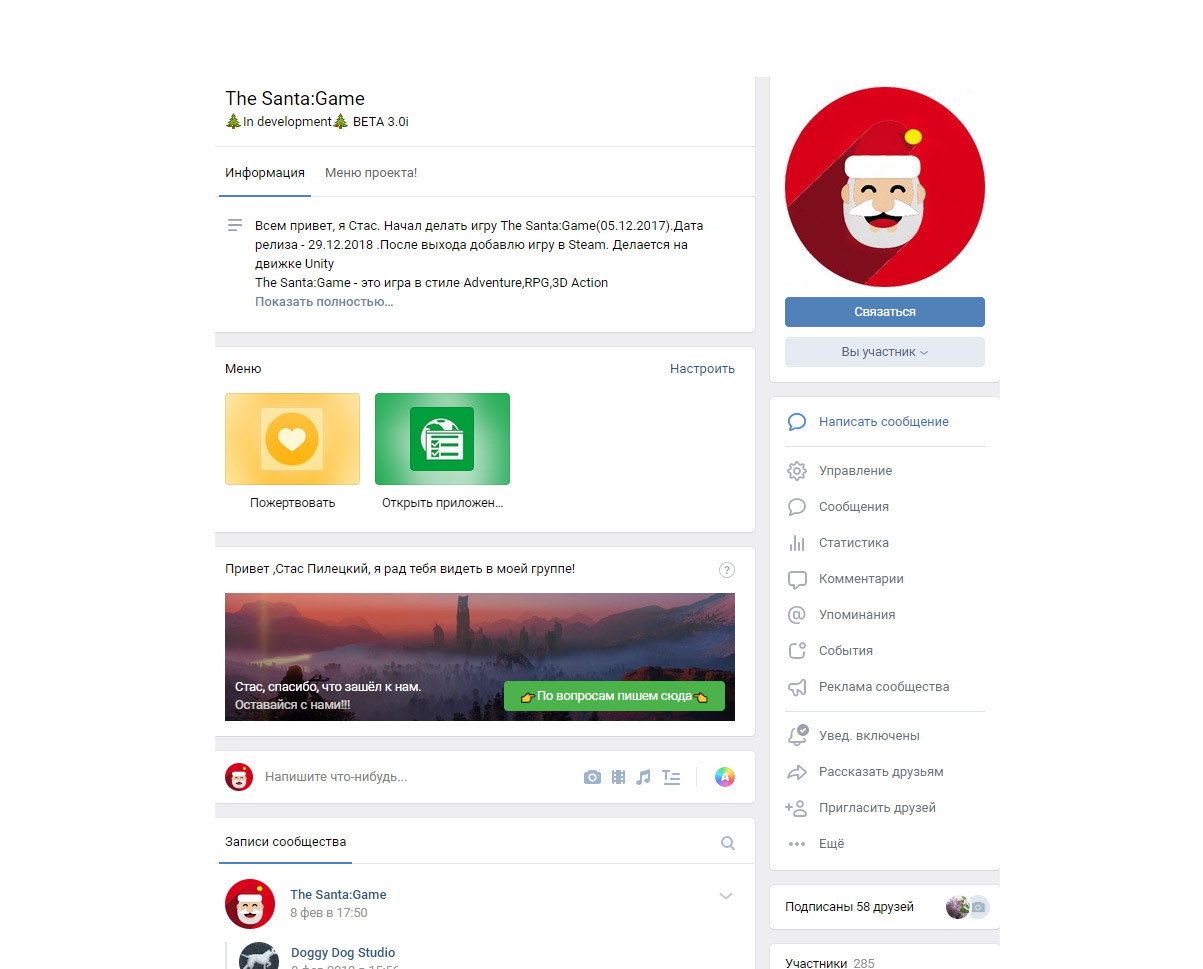 The Santa:Game
🎄In development🎄 BETA 3.0i
Информация
Меню проекта!
Всем привет, я Стас. Начал делать игру The Santa:Game(05.12.2017).Дата
релиза - 29.12.2018 .После выхода добавлю игру в Steam. Делается на
движке Unity
The Santa:Game - это игра в стиле Adventure,RPG,3D Action
Показать полностью...
Меню
Настроить
Пожертвовать
Открыть приложен...
Привет ,Стас Пилецкий, я рад тебя видеть в моей группе!
?
Стас, спасибо, что зашёл к нам.
Оставайся с нами!!!
👉По вопросам пишем сюда👈
Напишите что-нибудь...
A
Записи сообщества
The Santa:Game
8 фев в 17:50
Doggy Dog Studio
Связаться
Вы участник
Написать сообщение
Управление
Сообщения
Статистика
Комментарии
Упоминания
События
Реклама сообщества
Увед. включены
Рассказать друзьям
Пригласить друзей
Ещё
Подписаны 58 друзей
Участники 285